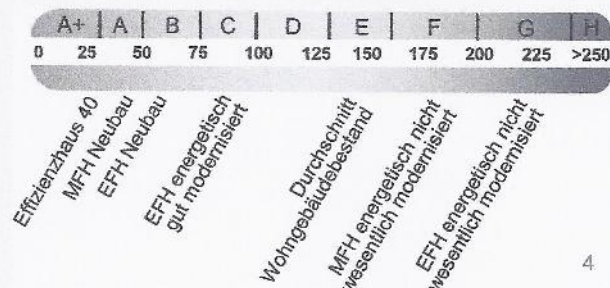 A+ A B C D E F G H
0 25 50 75 100 125 150 175 200 225 >250
Effizienzhaus 40
MFH Neubau
EFH Neubau
EFH energetisch
gut modernisiert
Durchschnitt
Wohngebäudebestand
MFH energetisch nicht
wesentlich modernisiert
EFH energetisch nicht
wesentlich modernisiert
4